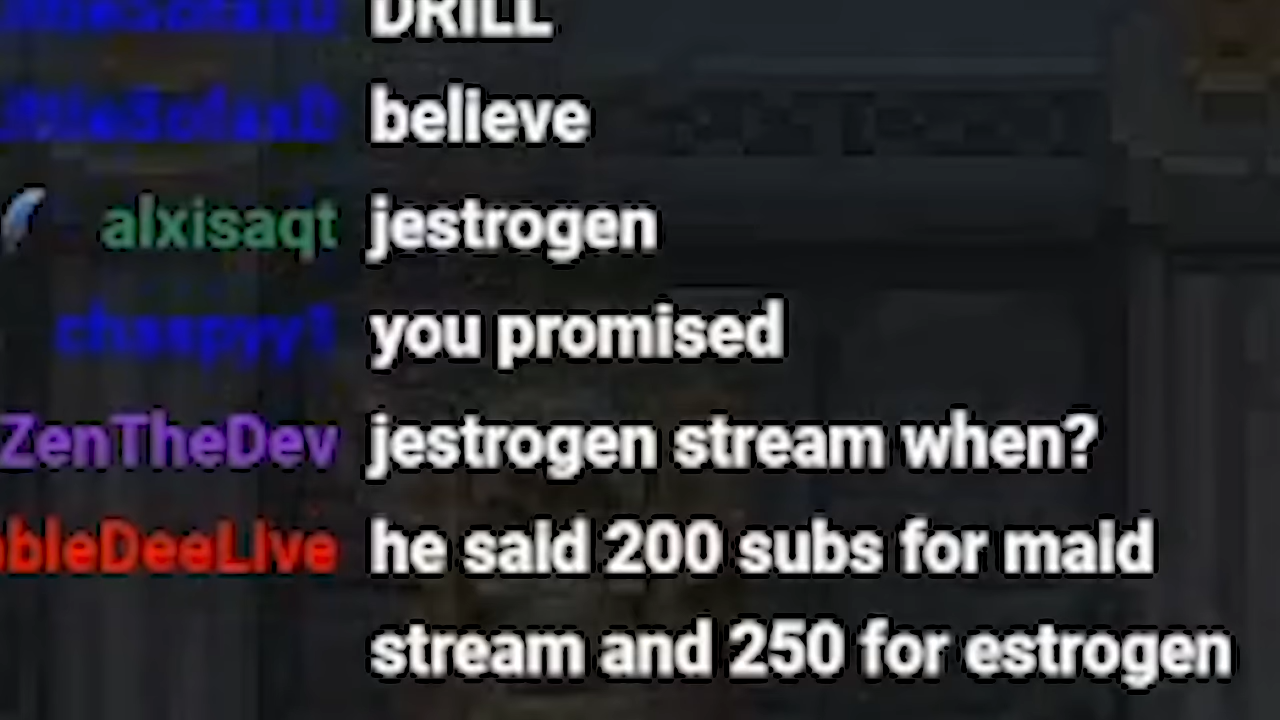 DRILL
believe
alxisaqt jestrogen
chaepyy1 you promised
ZenTheDev jestrogen stream when?
bleDeeLive he said 200 subs for maid
stream and 250 for estrogen